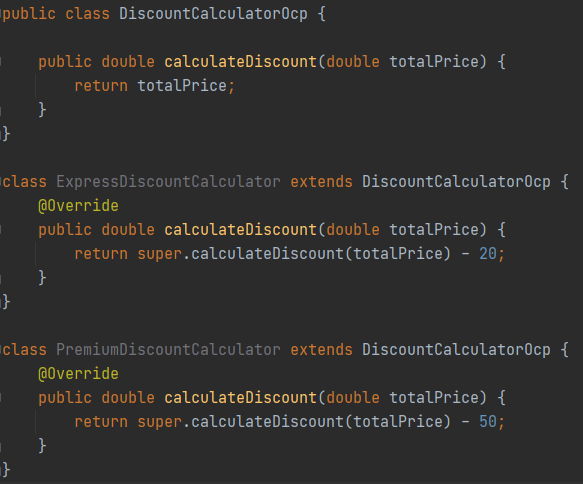 public class DiscountCalculatorOcp {
public double calculateDiscount(double totalPrice) {
return totalPrice;
}
}
class ExpressDiscountCalculator extends DiscountCalculatorOcp {
@Override
public double calculateDiscount(double totalPrice) {
return super.calculateDiscount(totalPrice) - 20;
}
}
class PremiumDiscountCalculator extends DiscountCalculatorOcp {
@Override
public double calculateDiscount(double totalPrice) {
return super.calculateDiscount(totalPrice) - 50;
}
}